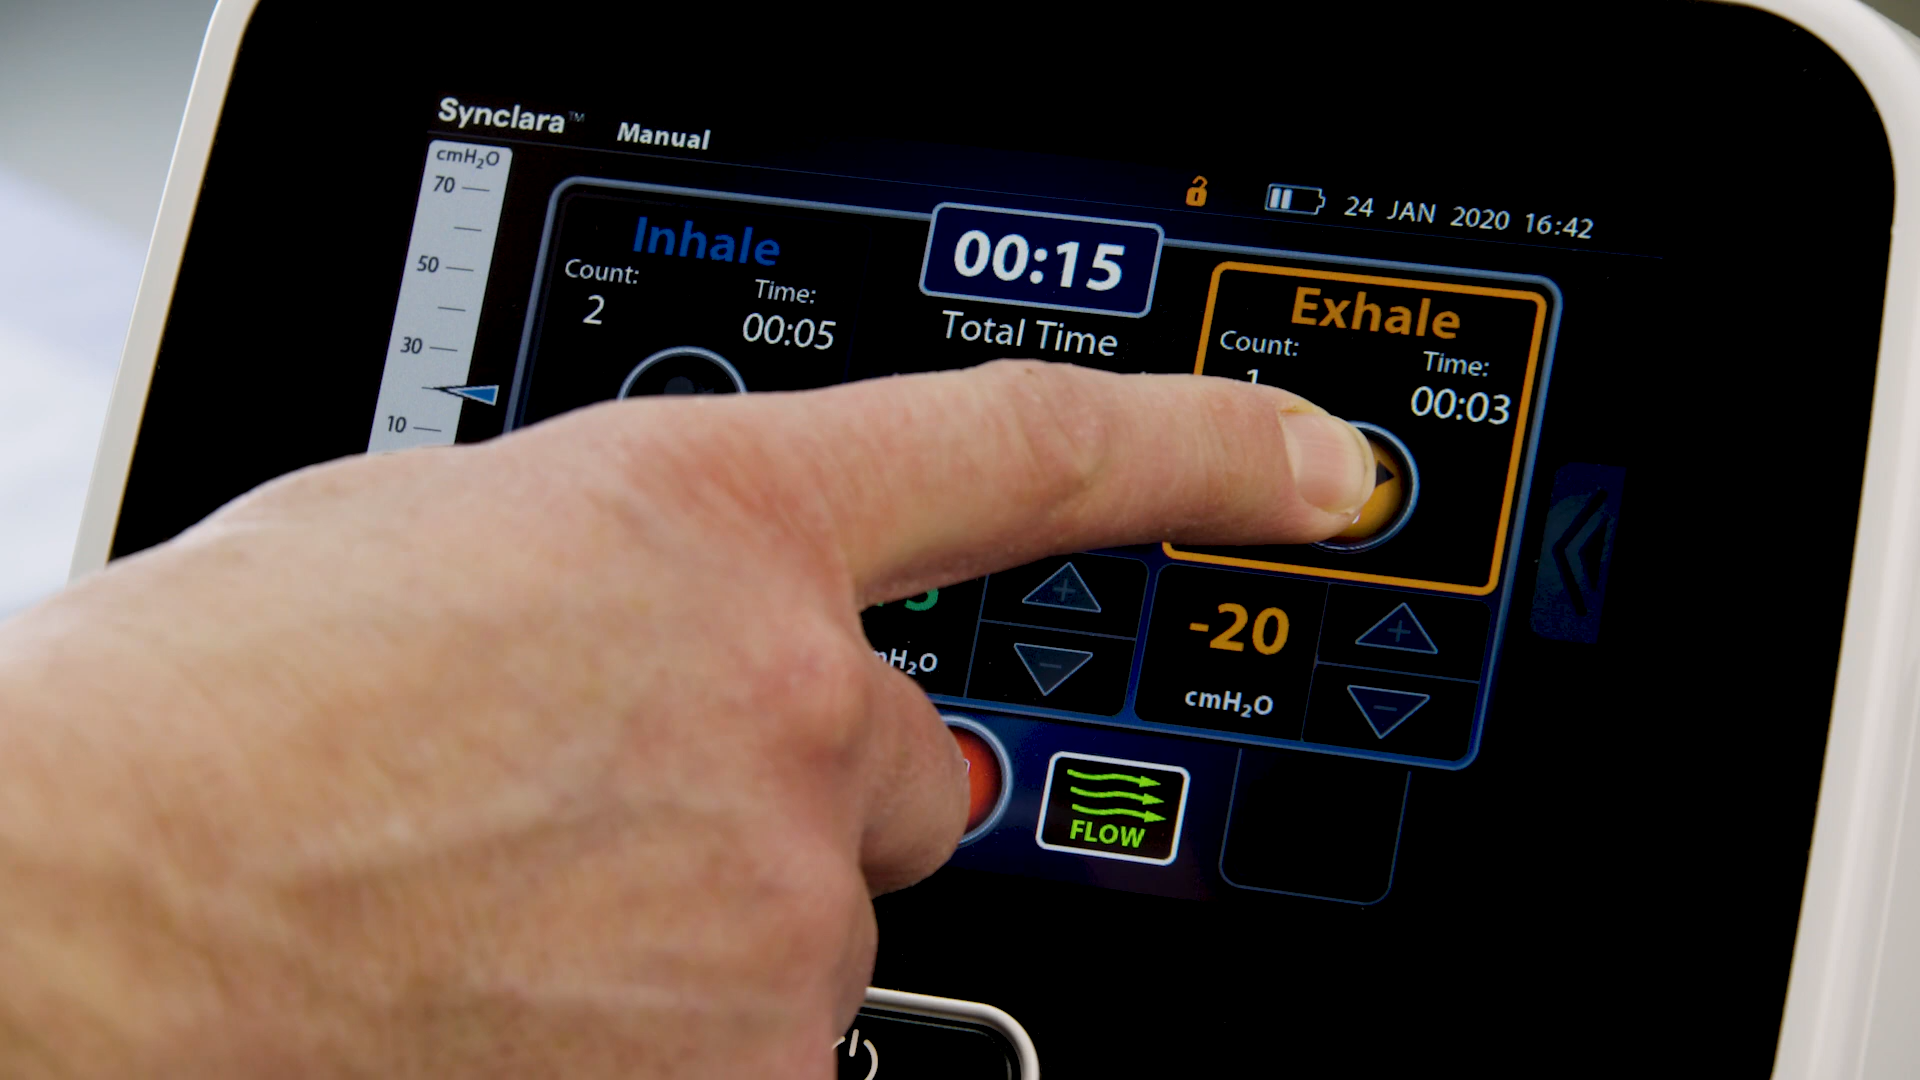 Synclara™ Manual
24 JAN 2020 16:42
cmH₂O
70
50
30
10
Inhale
Count:
2
Time:
00:05
00:15
Total Time
Exhale
Count:
1
Time:
00:03
-20
cmH₂O
FLOW